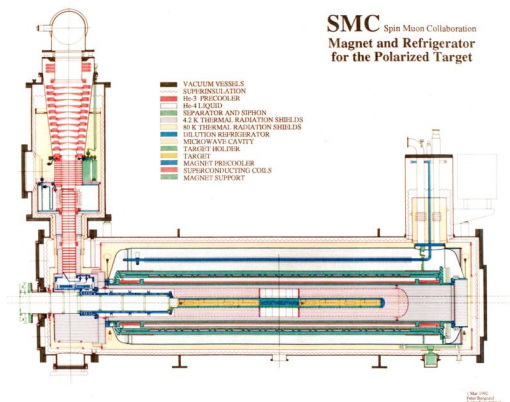 SMC Spin Muon Collaboration
Magnet and Refrigerator
for the Polarized Target
VACUUM VESSELS
SUPERINSULATION
He-3 PRECOOLER
He-4 LIQUID
SEPARATOR AND SIPHON
4.2 K THERMAL RADIATION SHIELDS
80 K THERMAL RADIATION SHIELDS
DILUTION REFRIGERATOR
MICROWAVE CAVITY
TARGET HOLDER
TARGET
MAGNET PRECOOLER
SUPERCONDUCTING COILS
MAGNET SUPPORT